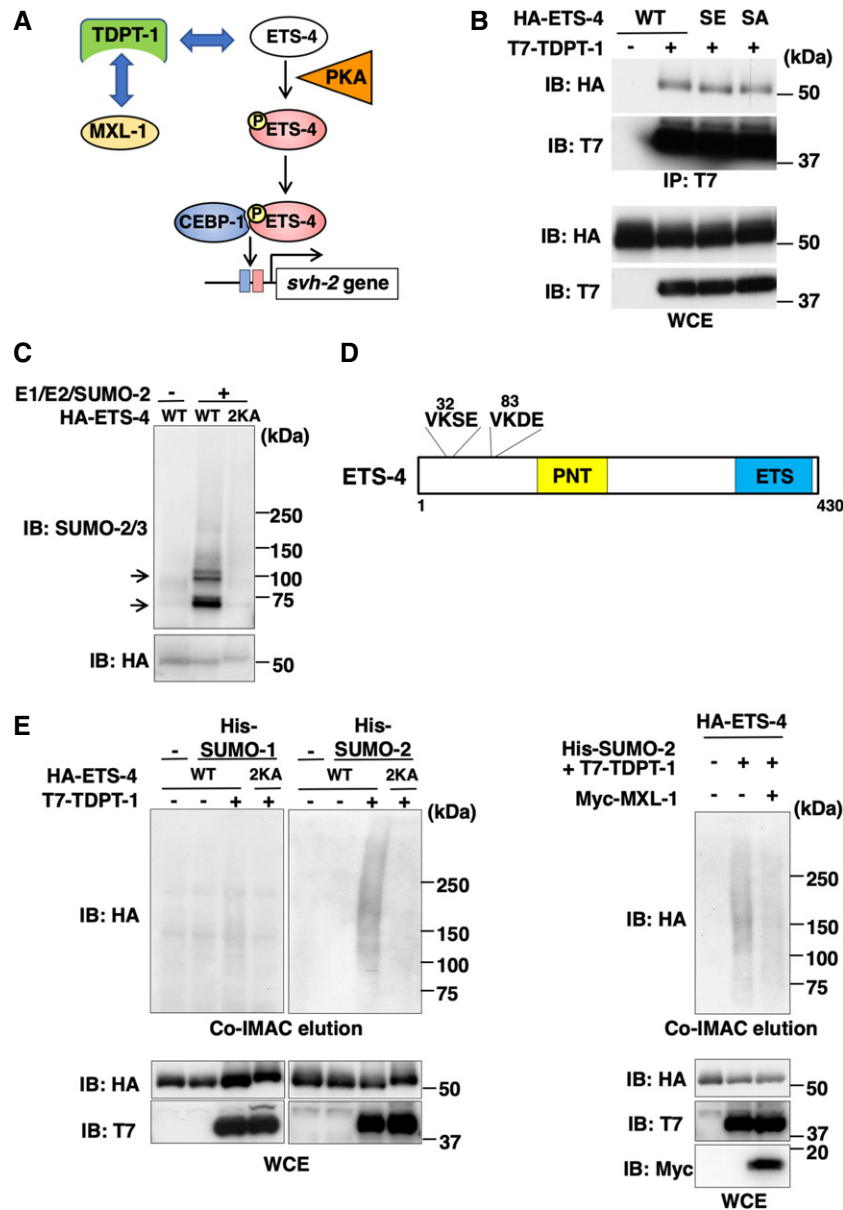 A
TDPT-1
ETS-4
PKA
MXL-1
P
ETS-4
CEBP-1
P
ETS-4
svh-2 gene
B
HA-ETS-4 WT SE SA
T7-TDPT-1 - + + +
(kDa)
IB: HA
50
IB: T7
37
IP: T7
IB: HA
50
IB: T7
37
WCE
C
E1/E2/SUMO-2 - +
HA-ETS-4 WT WT 2KA
(kDa)
250
IB: SUMO-2/3
150
100
75
IB: HA
50
D
32 83
VKSE VKDE
ETS-4
PNT
ETS
1
430
E
His-
- SUMO-1
His-
- SUMO-2
HA-ETS-4 WT 2KA WT 2KA
T7-TDPT-1 - - + + - - + +
(kDa)
250
IB: HA
150
100
75
Co-IMAC elution
IB: HA
50
IB: T7
37
WCE
HA-ETS-4
His-SUMO-2
+ T7-TDPT-1 - + +
Myc-MXL-1 - - +
(kDa)
250
IB: HA
150
100
75
Co-IMAC elution
IB: HA
50
IB: T7
37
20
IB: Myc
WCE